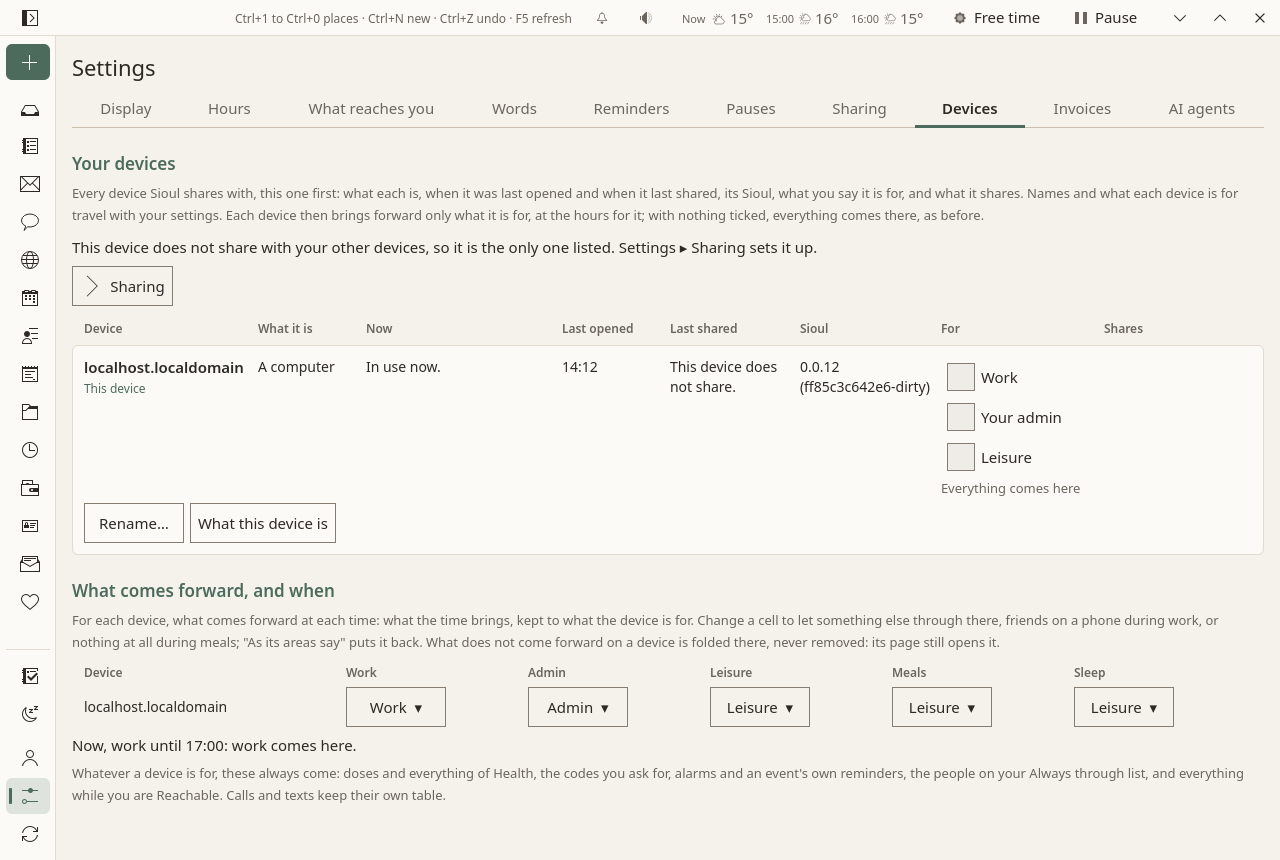 Ctrl+1 to Ctrl+0 places · Ctrl+N new · Ctrl+Z undo · F5 refresh
Now 15° 15:00 16° 16:00 15°
Free time
Pause
Settings
Display Hours What reaches you Words Reminders Pauses Sharing Devices Invoices AI agents
Your devices
Every device Sioul shares with, this one first: what each is, when it was last opened and when it last shared, its Sioul, what you say it is for, and what it shares. Names and what each device is for
travel with your settings. Each device then brings forward only what it is for, at the hours for it; with nothing ticked, everything comes there, as before.
This device does not share with your other devices, so it is the only one listed. Settings ▸ Sharing sets it up.
Sharing
Device What it is Now Last opened Last shared Sioul For Shares
localhost.localdomain A computer In use now. 14:12 This device does 0.0.12
This device not share. (ff85c3c642e6-dirty)
Work
Your admin
Leisure
Everything comes here
Rename... What this device is
What comes forward, and when
For each device, what comes forward at each time: what the time brings, kept to what the device is for. Change a cell to let something else through there, friends on a phone during work, or
nothing at all during meals; "As its areas say" puts it back. What does not come forward on a device is folded there, never removed: its page still opens it.
Device Work Admin Leisure Meals Sleep
localhost.localdomain Work ▾ Admin ▾ Leisure ▾ Leisure ▾ Leisure ▾
Now, work until 17:00: work comes here.
Whatever a device is for, these always come: doses and everything of Health, the codes you ask for, alarms and an event's own reminders, the people on your Always through list, and everything
while you are Reachable. Calls and texts keep their own table.